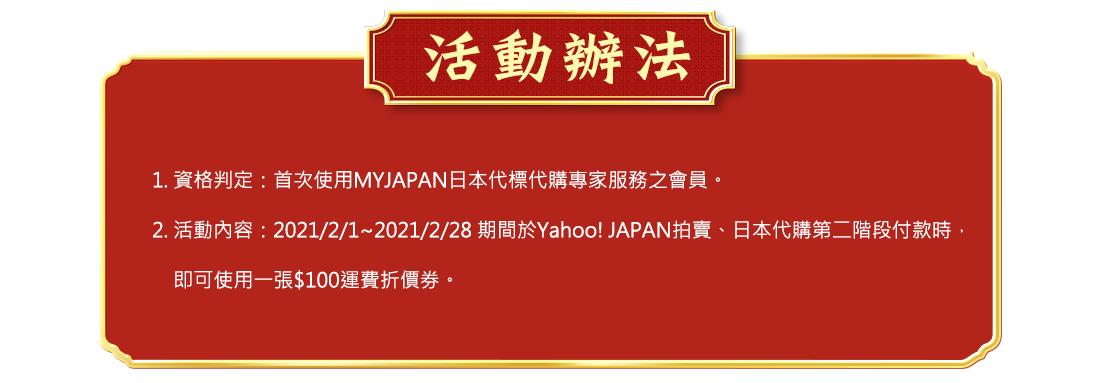 活動辦法
1. 資格判定：首次使用MYJAPAN日本代標代購專家服務之會員。
2. 活動內容：2021/2/1~2021/2/28 期間於Yahoo! JAPAN拍賣、日本代購第二階段付款時，
即可使用一張$100運費折價券。